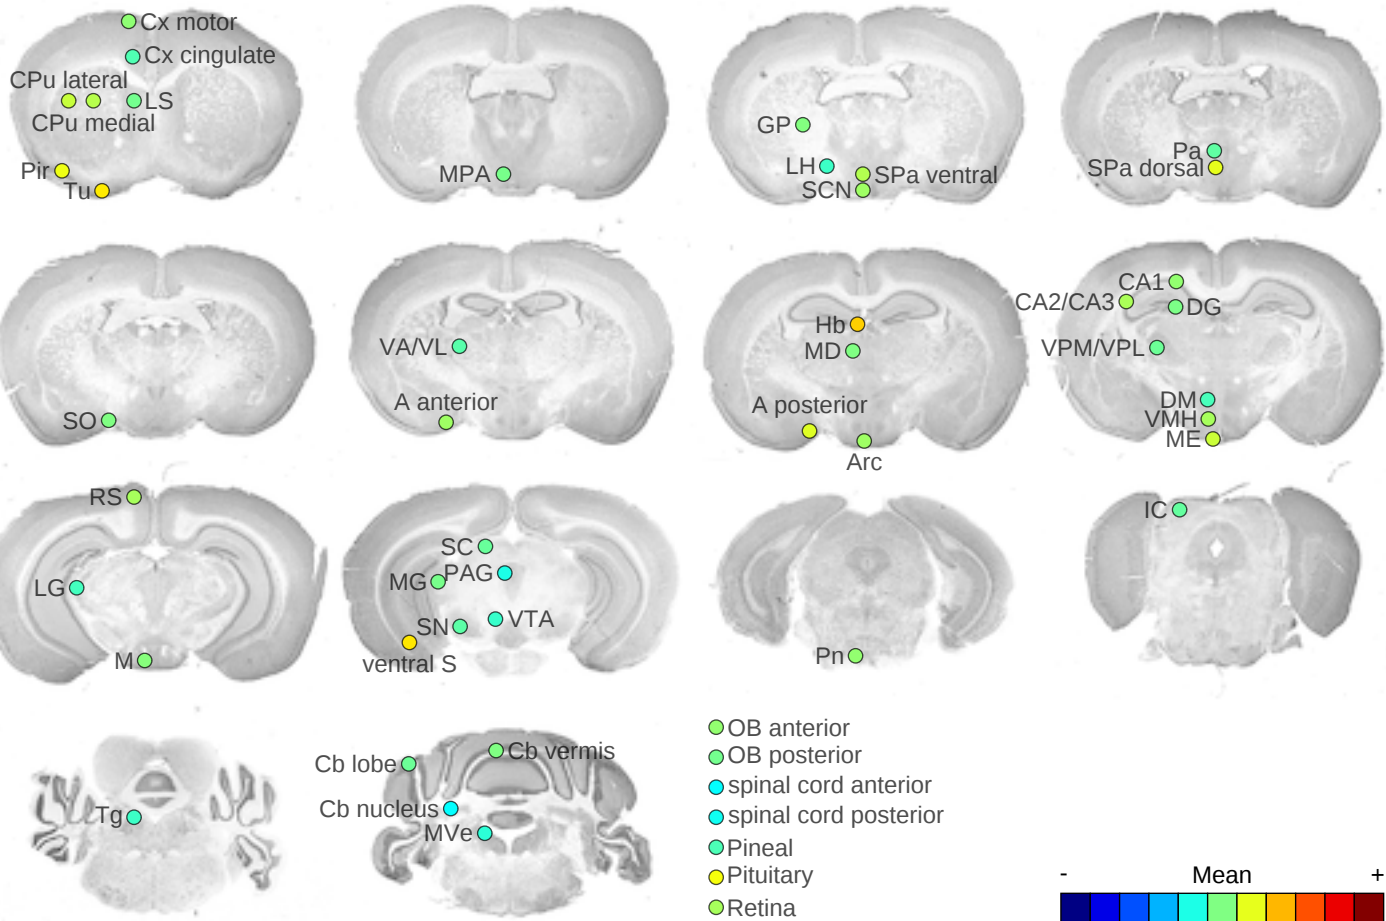 Cx motor
Cx cingulate
CPu lateral
LS
CPu medial
Pir
Tu
MPA
GP
LH
SPa ventral
SCN
Pa
SPa dorsal
SO
VA/VL
A anterior
Hb
MD
A posterior
Arc
CA1
CA2/CA3
DG
VPM/VPL
DM
VMH
ME
RS
LG
M
SC
PAG
MG
VTA
SN
ventral S
Pn
IC
Tg
Cb vermis
Cb lobe
Cb nucleus
MVe
OB anterior
OB posterior
spinal cord anterior
spinal cord posterior
Pineal
Pituitary
Retina
- Mean +